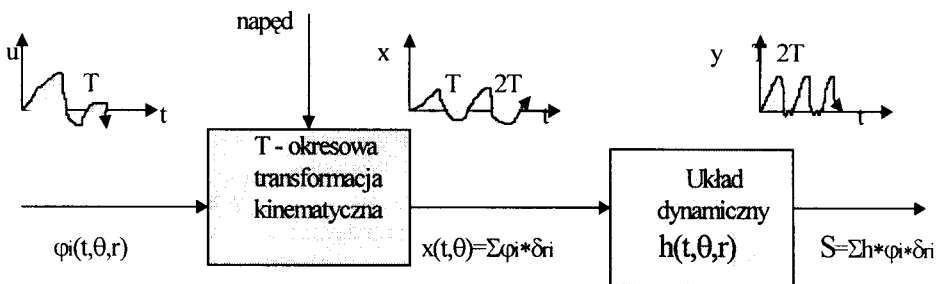 napęd
u
T
t
x
T
2T
t
y
T 2T
t
T - okresowa
transformacja
kinematyczna
Układ
dynamiczny
h(t,θ,r)
φi(t,θ,r)
x(t,θ)=Σφi*δri
S=Σh*φi*δri